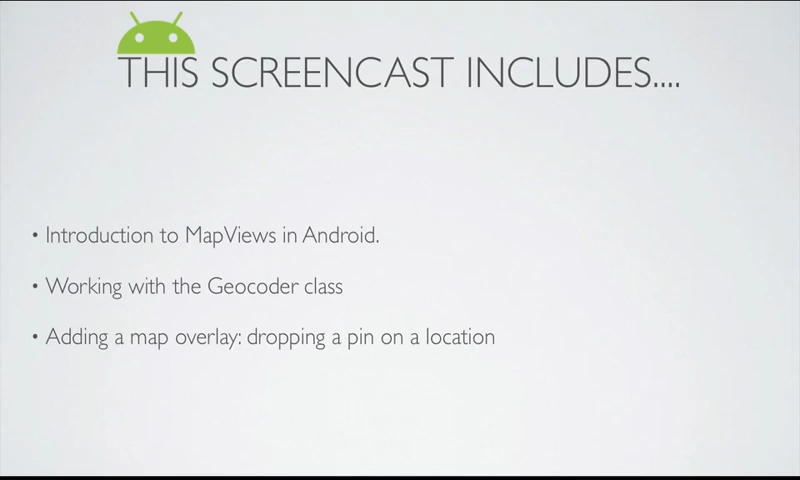 THIS SCREENCAST INCLUDES....
• Introduction to MapViews in Android.
• Working with the Geocoder class
• Adding a map overlay: dropping a pin on a location